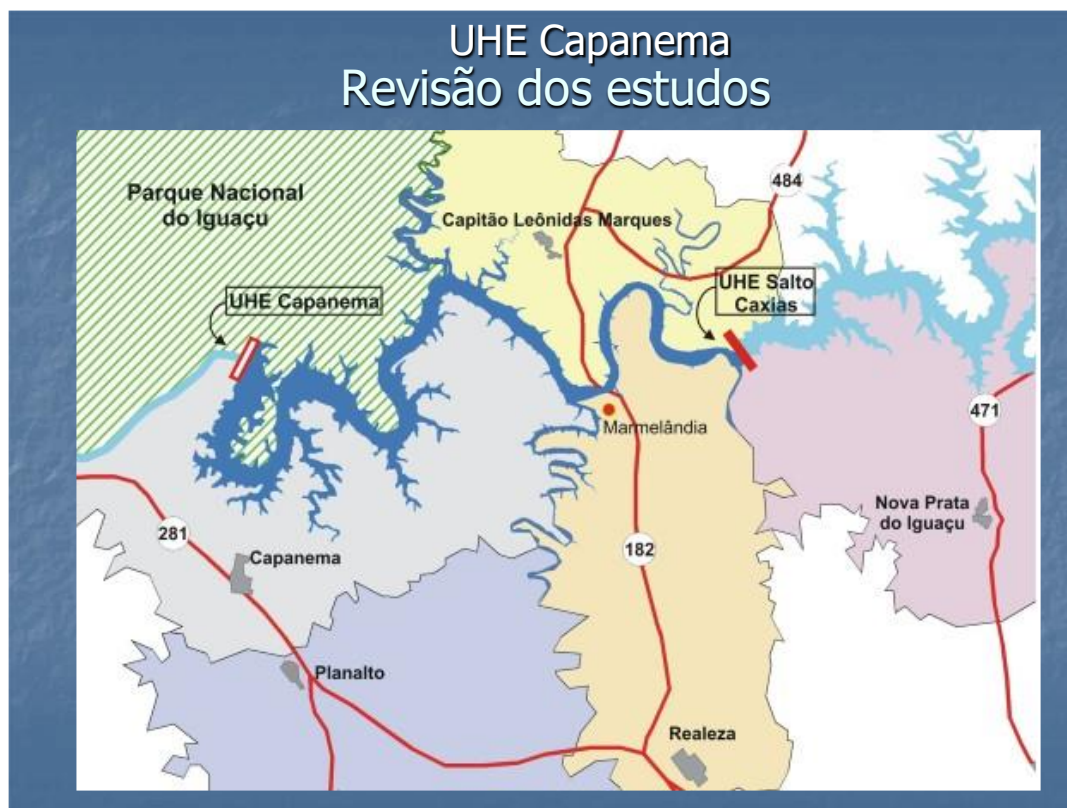 UHE Capanema
Revisão dos estudos
Parque Nacional
do Iguaçu
484
Capitão Leônidas Marques
UHE Capanema
UHE Salto
Caxias
471
Marmelândia
Nova Prata
do Iguaçu
281
182
Capanema
Planalto
Realeza